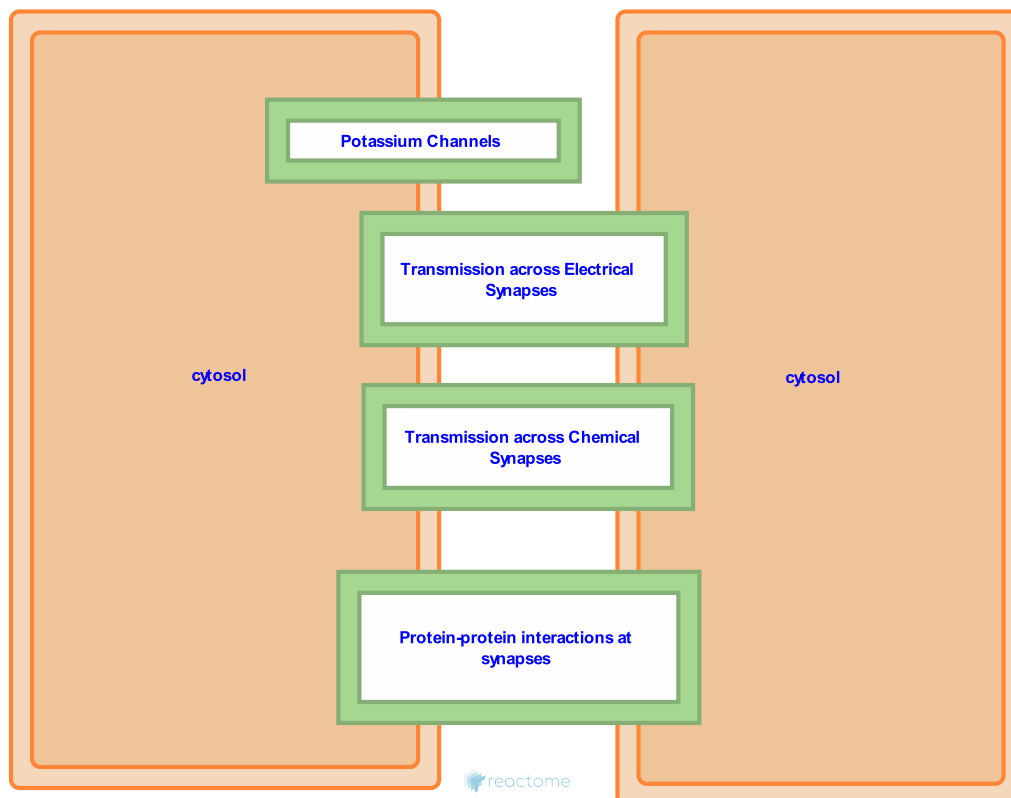 Potassium Channels
Transmission across Electrical
Synapses
cytosol
cytosol
Transmission across Chemical
Synapses
Protein-protein interactions at
synapses
reactome